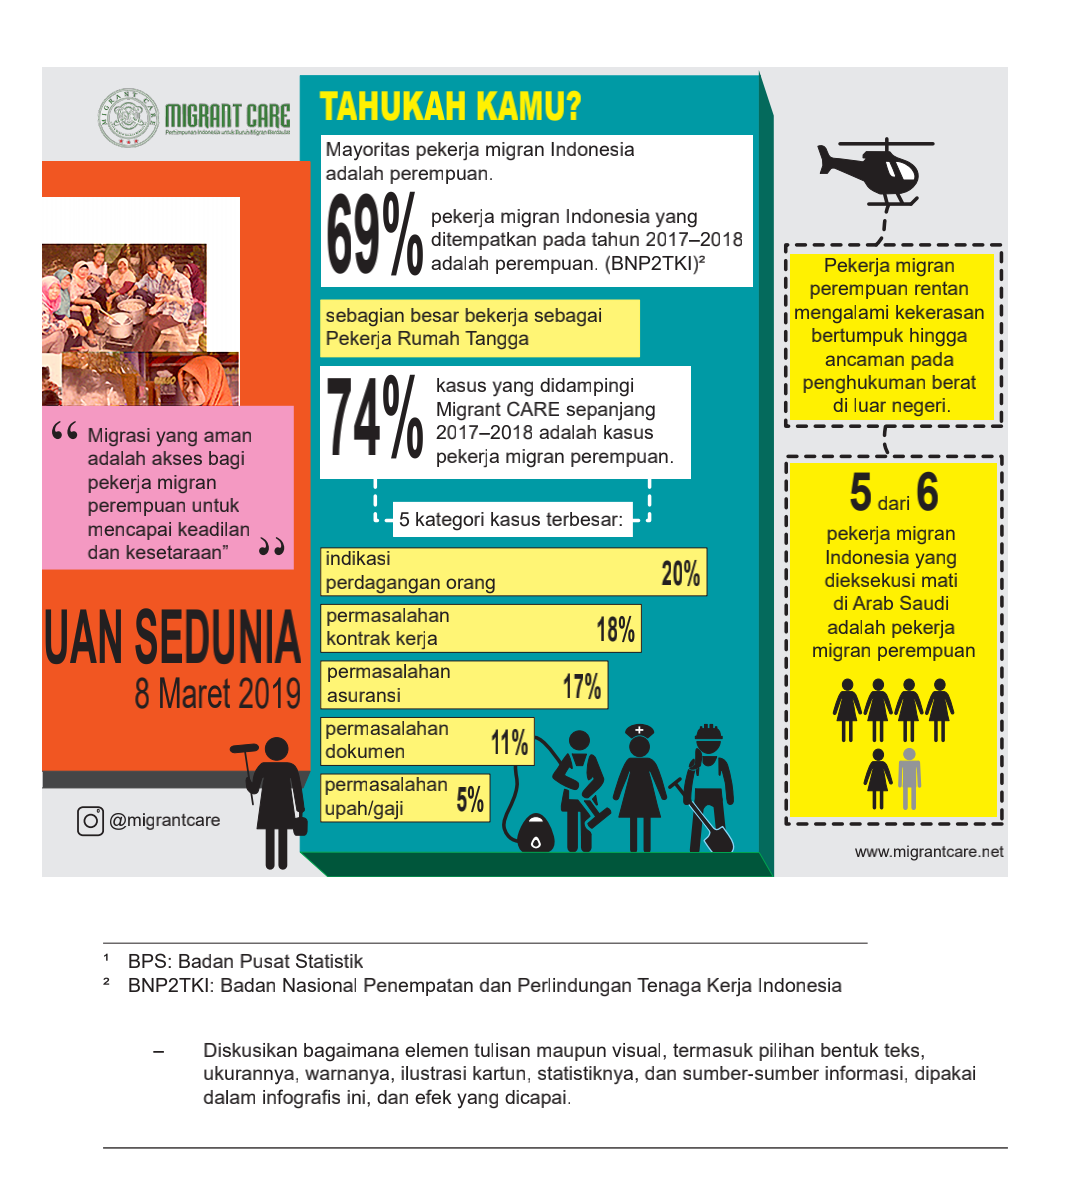 MIGRANT CARE
Perhimpunan Indonesia untuk Buruh Migran Berdaulat
Migrasi yang aman
adalah akses bagi
pekerja migran
perempuan untuk
mencapai keadilan
dan kesetaraan”
UAN SEDUNIA
8 Maret 2019
@migrantcare
TAHUKAH KAMU?
Mayoritas pekerja migran Indonesia
adalah perempuan.
69%
pekerja migran Indonesia yang
ditempatkan pada tahun 2017–2018
adalah perempuan. (BNP2TKI)²
sebagian besar bekerja sebagai
Pekerja Rumah Tangga
74%
kasus yang didampingi
Migrant CARE sepanjang
2017–2018 adalah kasus
pekerja migran perempuan.
5 kategori kasus terbesar:
indikasi
perdagangan orang 20%
permasalahan
kontrak kerja 18%
permasalahan
asuransi 17%
permasalahan
dokumen 11%
permasalahan
upah/gaji 5%
Pekerja migran
perempuan rentan
mengalami kekerasan
bertumpuk hingga
ancaman pada
penghukuman berat
di luar negeri.
5 dari 6
pekerja migran
Indonesia yang
dieksekusi mati
di Arab Saudi
adalah pekerja
migran perempuan
www.migrantcare.net
¹ BPS: Badan Pusat Statistik
² BNP2TKI: Badan Nasional Penempatan dan Perlindungan Tenaga Kerja Indonesia
– Diskusikan bagaimana elemen tulisan maupun visual, termasuk pilihan bentuk teks,
ukurannya, warnanya, ilustrasi kartun, statistiknya, dan sumber-sumber informasi, dipakai
dalam infografis ini, dan efek yang dicapai.